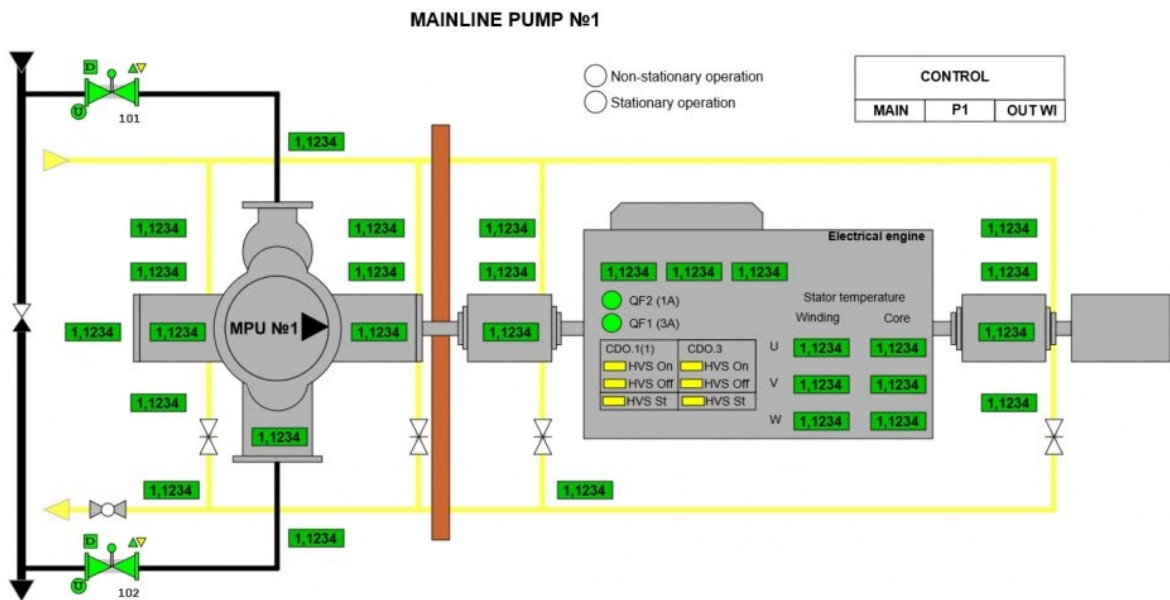 MAINLINE PUMP №1
Non-stationary operation
Stationary operation
CONTROL
MAIN P1 OUT WI
D
U
101
1,1234
1,1234 1,1234 1,1234 1,1234
Electrical engine
1,1234 1,1234 1,1234 1,1234
1,1234 1,1234 1,1234
QF2 (1A)
QF1 (3A)
Stator temperature
Winding Core
1,1234 1,1234 MPU №1 1,1234 1,1234 1,1234
CDO.1(1) CDO.3
HVS On HVS On
HVS Off HVS Off
HVS St HVS St
U 1,1234 1,1234
V 1,1234 1,1234
W 1,1234 1,1234
1,1234 1,1234
1,1234
1,1234 1,1234
1,1234
D
U
102